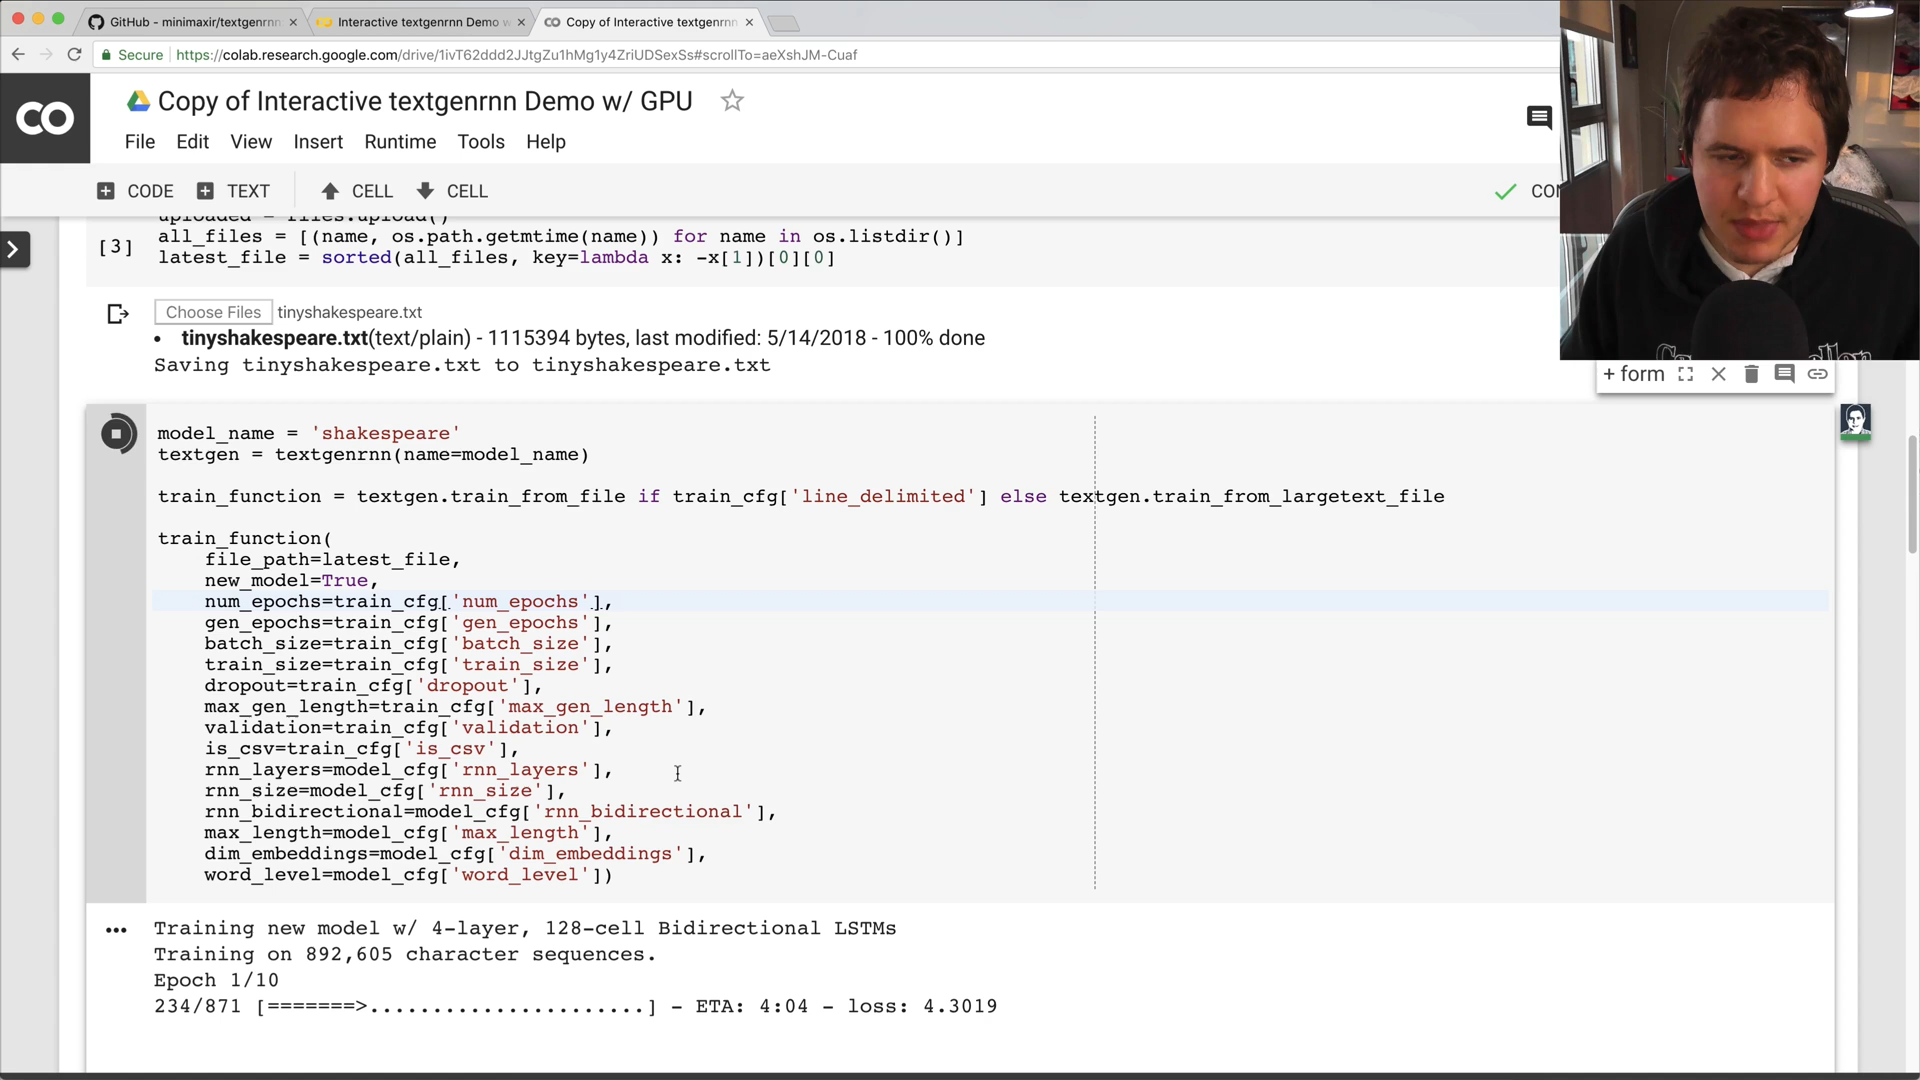 GitHub - minimaxir/textgenrnn
Interactive textgenrnn Demo w
Copy of Interactive textgenrnn
Secure
https://colab.research.google.com/drive/1ivT62ddd2JJtgZu1hMg1y4ZriUDSexSs#scrollTo=aeXshJM-Cuaf
CO
Copy of Interactive textgenrnn Demo w/ GPU
File Edit View Insert Runtime Tools Help
CODE TEXT CELL CELL
CON
uploaded = files.upload()
[3]
all_files = [(name, os.path.getmtime(name)) for name in os.listdir()]
latest_file = sorted(all_files, key=lambda x: -x[1])[0][0]
Choose Files tinyshakespeare.txt
• tinyshakespeare.txt(text/plain) - 1115394 bytes, last modified: 5/14/2018 - 100% done
Saving tinyshakespeare.txt to tinyshakespeare.txt
+ form
model_name = 'shakespeare'
textgen = textgenrnn(name=model_name)
train_function = textgen.train_from_file if train_cfg['line_delimited'] else textgen.train_from_largetext_file
train_function(
file_path=latest_file,
new_model=True,
num_epochs=train_cfg['num_epochs'],
gen_epochs=train_cfg['gen_epochs'],
batch_size=train_cfg['batch_size'],
train_size=train_cfg['train_size'],
dropout=train_cfg['dropout'],
max_gen_length=train_cfg['max_gen_length'],
validation=train_cfg['validation'],
is_csv=train_cfg['is_csv'],
rnn_layers=model_cfg['rnn_layers'],
rnn_size=model_cfg['rnn_size'],
rnn_bidirectional=model_cfg['rnn_bidirectional'],
max_length=model_cfg['max_length'],
dim_embeddings=model_cfg['dim_embeddings'],
word_level=model_cfg['word_level'])
Training new model w/ 4-layer, 128-cell Bidirectional LSTMs
Training on 892,605 character sequences.
Epoch 1/10
234/871 [=======>......................] - ETA: 4:04 - loss: 4.3019